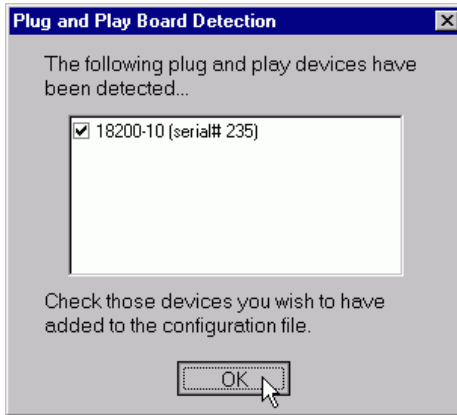 Plug and Play Board Detection
The following plug and play devices have
been detected...
18200-10 (serial# 235)
Check those devices you wish to have
added to the configuration file.
OK